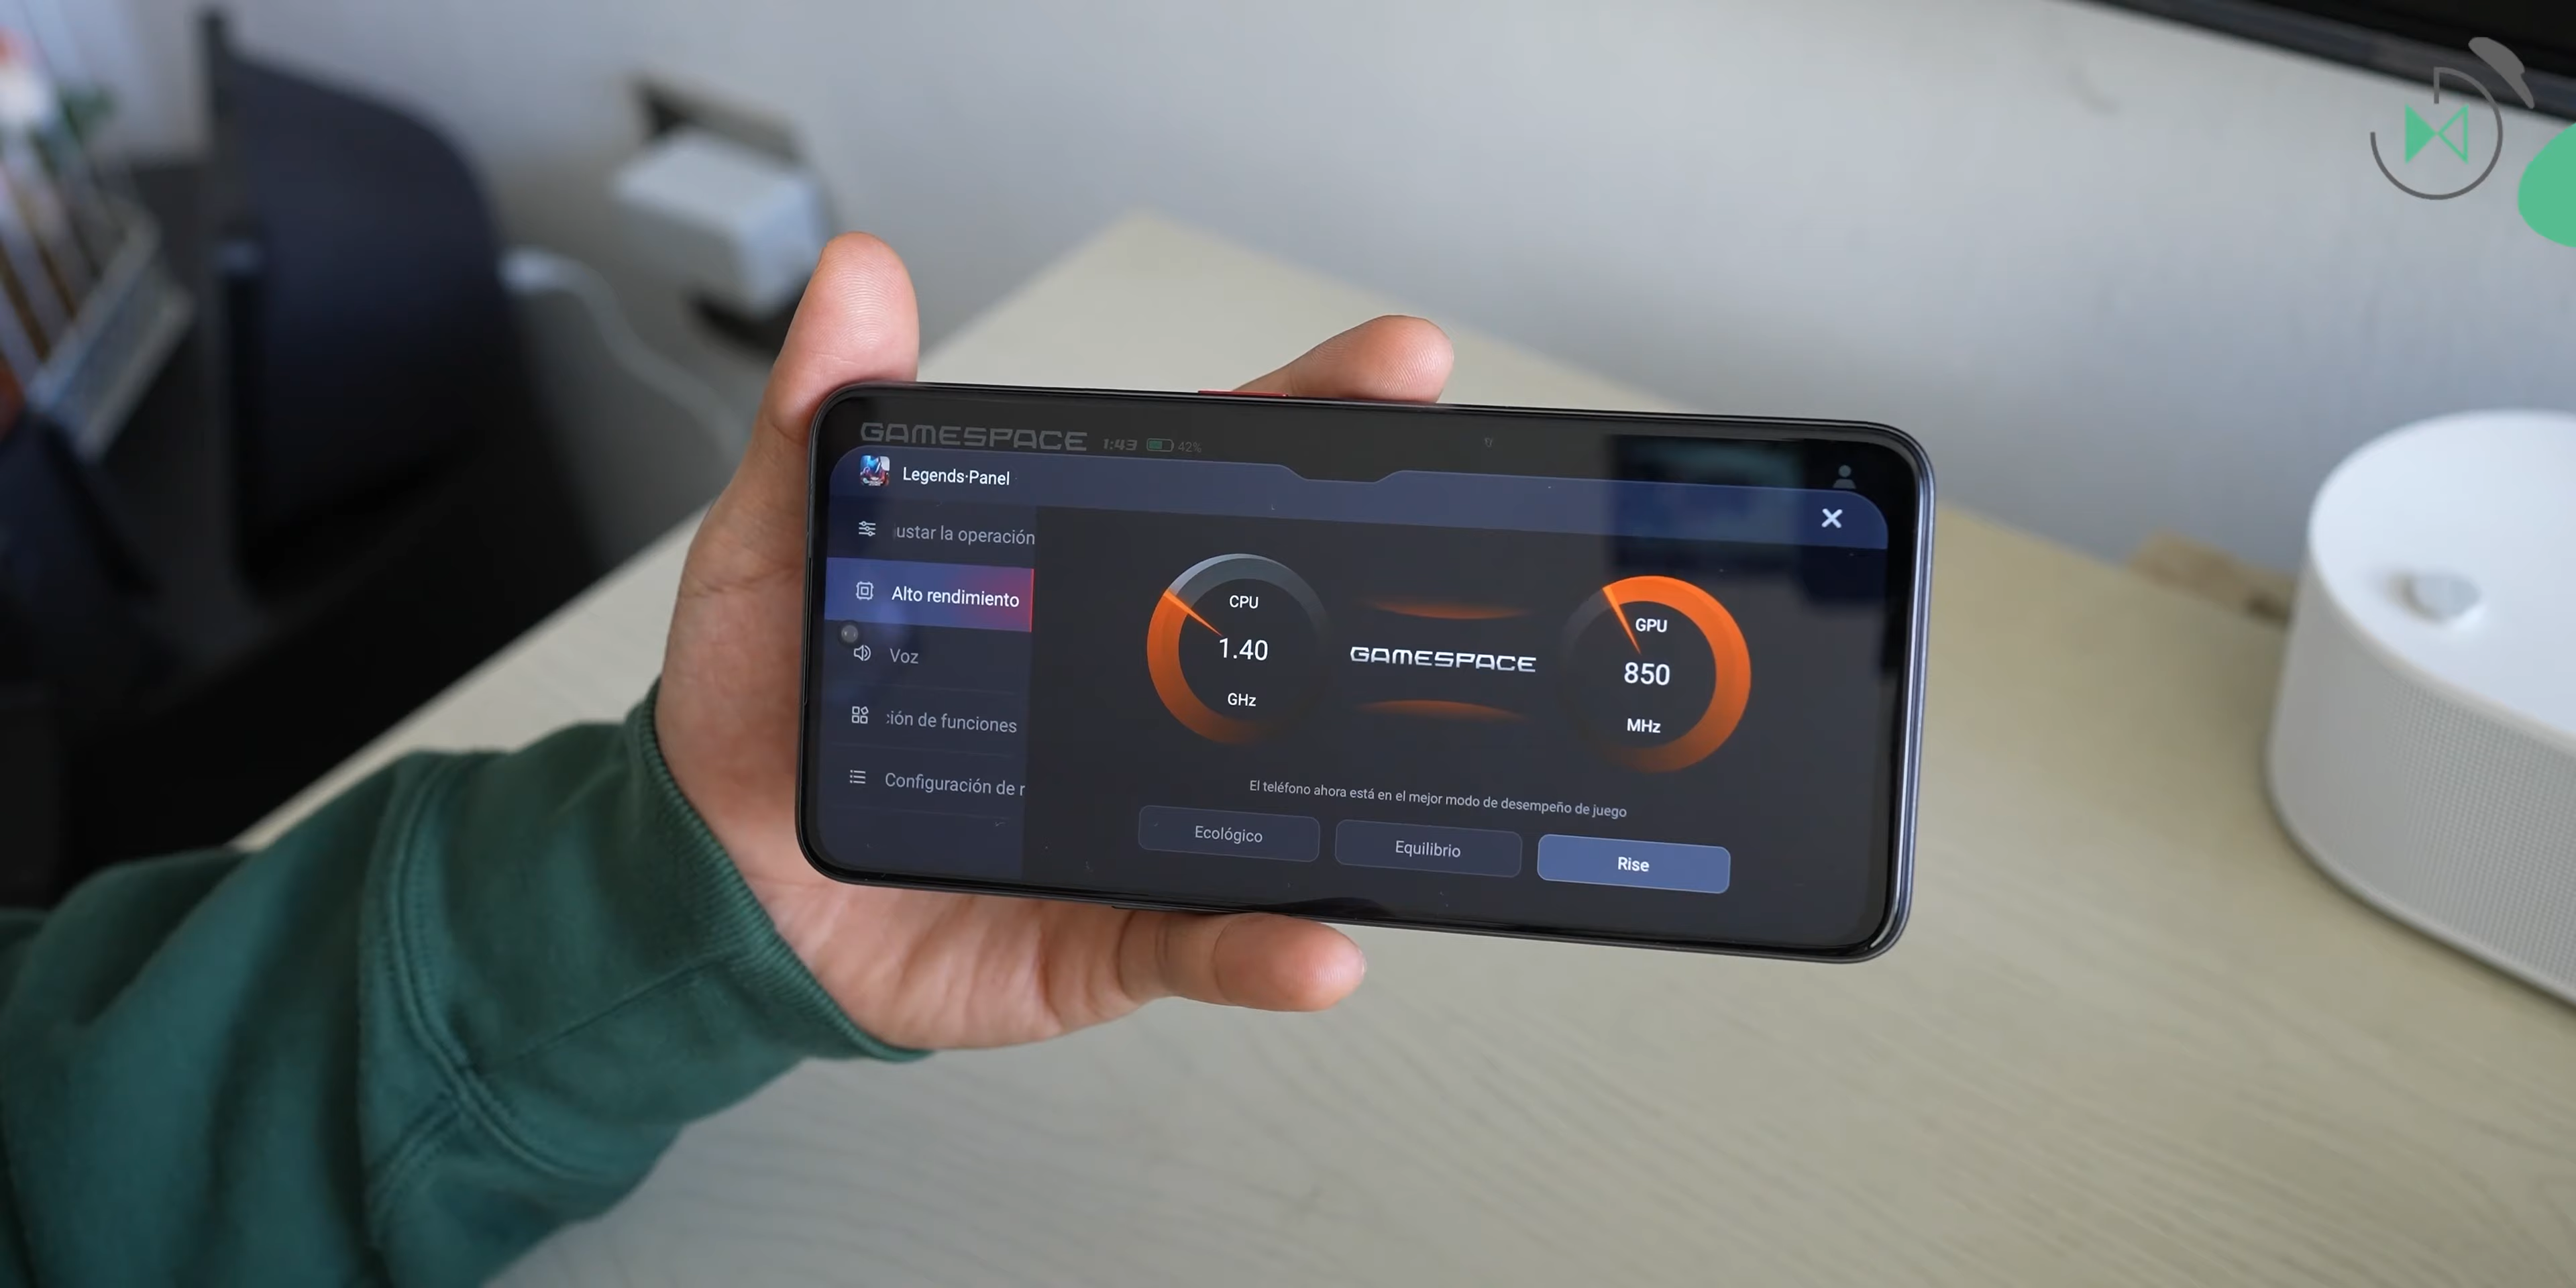 GAMESPACE 1:43 42%
Legends·Panel
ustar la operación
Alto rendimiento
Voz
ión de funciones
Configuración de r
CPU
1.40
GHz
GAMESPACE
GPU
850
MHz
El teléfono ahora está en el mejor modo de desempeño de juego
Ecológico
Equilibrio
Rise